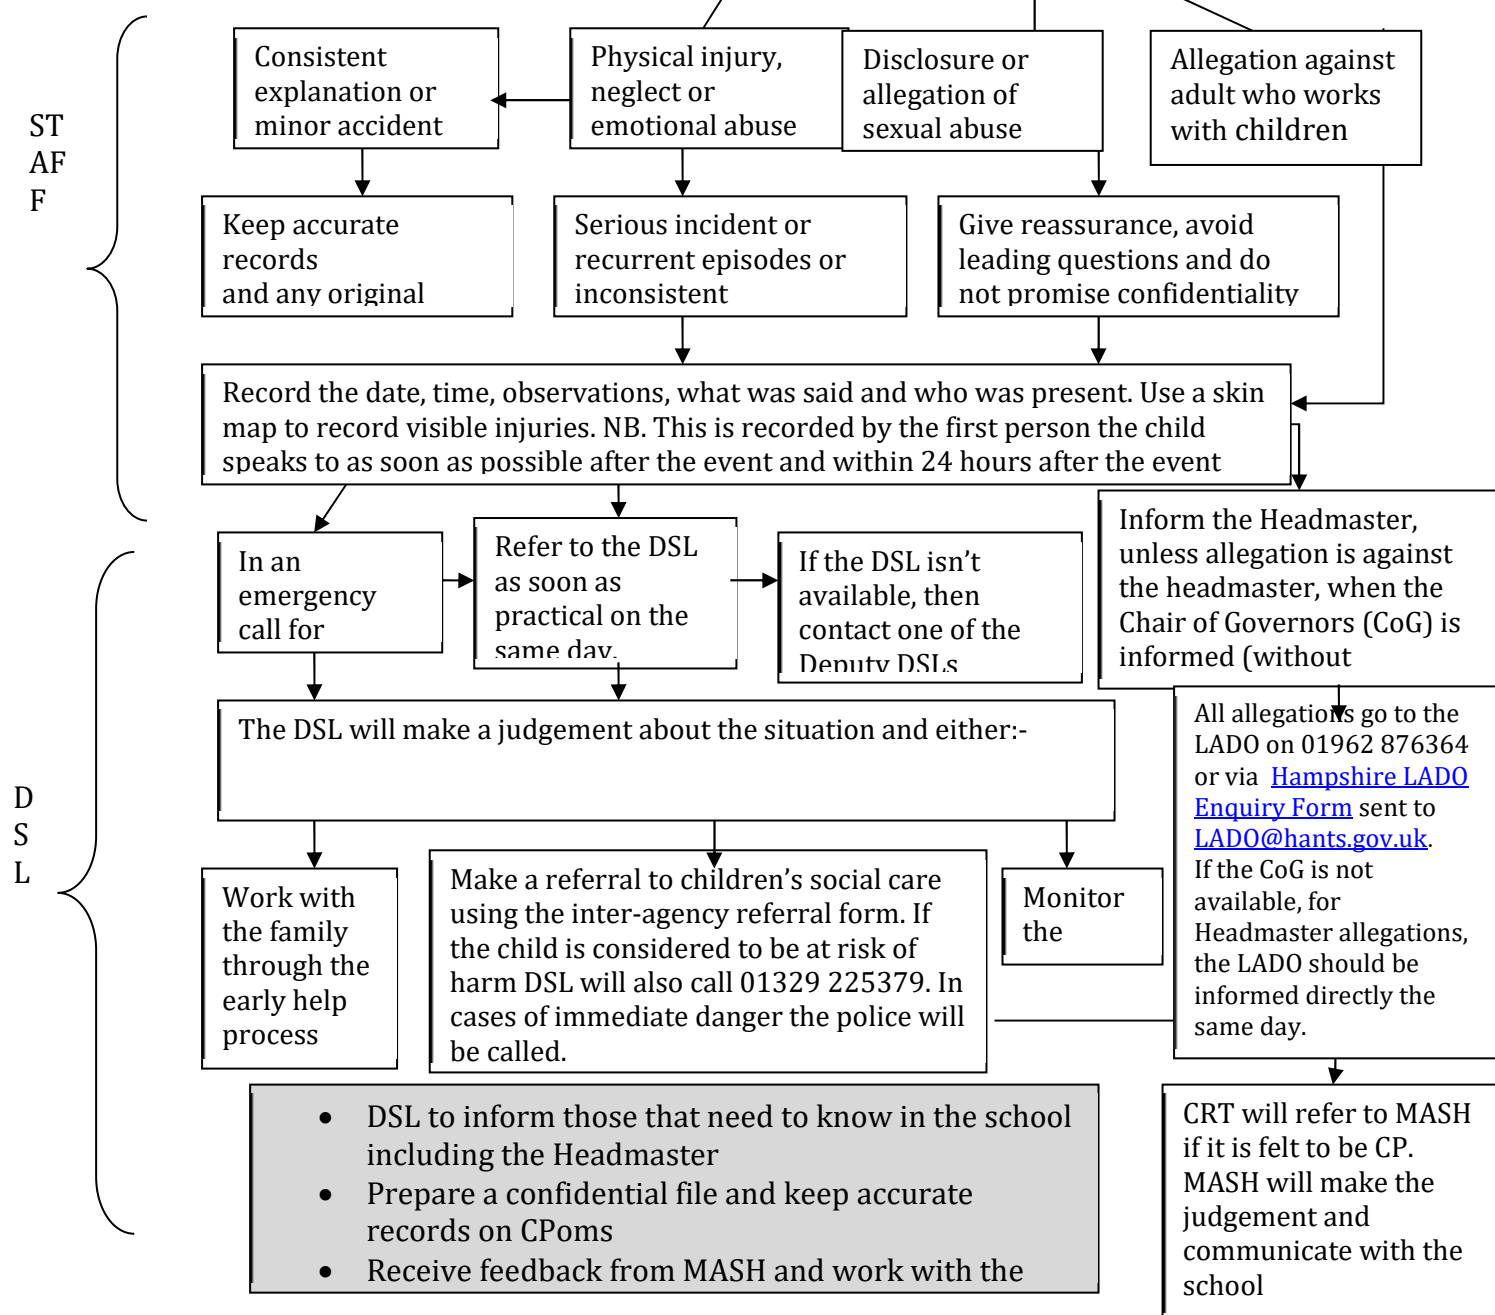 ST
AF
F
Consistent
explanation or
minor accident
Physical injury,
neglect or
emotional abuse
Disclosure or
allegation of
sexual abuse
Allegation against
adult who works
with children
Keep accurate
records
and any original
Serious incident or
recurrent episodes or
inconsistent
Give reassurance, avoid
leading questions and do
not promise confidentiality
Record the date, time, observations, what was said and who was present. Use a skin
map to record visible injuries. NB. This is recorded by the first person the child
speaks to as soon as possible after the event and within 24 hours after the event
D
S
L
In an
emergency
call for
Refer to the DSL
as soon as
practical on the
same day.
If the DSL isn’t
available, then
contact one of the
Deputy DSLs
Inform the Headmaster,
unless allegation is against
the headmaster, when the
Chair of Governors (CoG) is
informed (without
The DSL will make a judgement about the situation and either:-
All allegations go to the
LADO on 01962 876364
or via Hampshire LADO
Enquiry Form sent to
LADO@hants.gov.uk.
If the CoG is not
available, for
Headmaster allegations,
the LADO should be
informed directly the
same day.
Work with
the family
through the
early help
process
Make a referral to children’s social care
using the inter-agency referral form. If
the child is considered to be at risk of
harm DSL will also call 01329 225379. In
cases of immediate danger the police will
be called.
Monitor
the
• DSL to inform those that need to know in the school
including the Headmaster
• Prepare a confidential file and keep accurate
records on CPoms
• Receive feedback from MASH and work with the
CRT will refer to MASH
if it is felt to be CP.
MASH will make the
judgement and
communicate with the
school